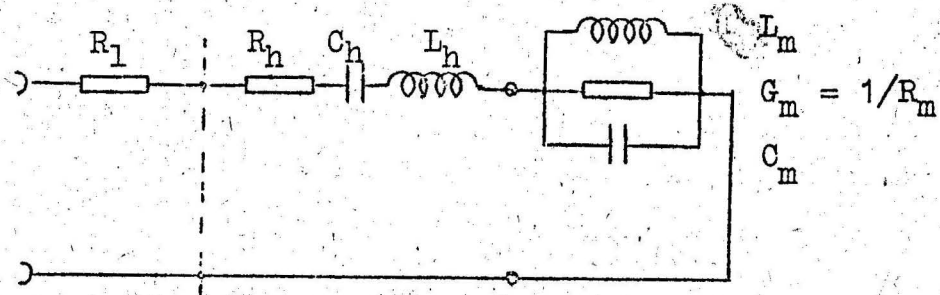 R_l R_h C_h L_h L_m
G_m = 1/R_m
C_m